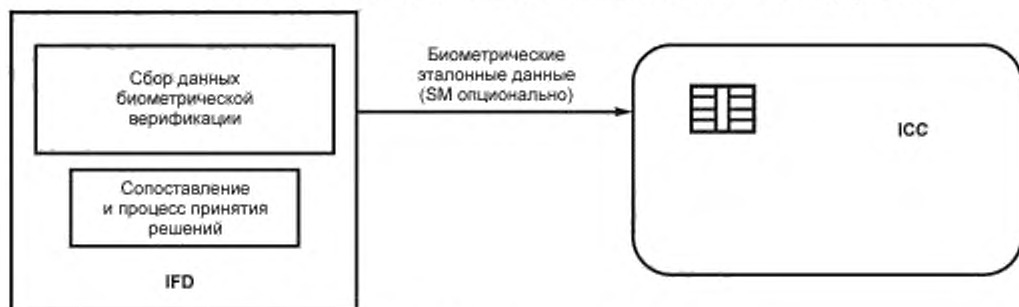 Сбор данных
биометрической
верификации
Сопоставление
и процесс принятия
решений
IFD
Биометрические
эталонные данные
(SM опционально)
ICC